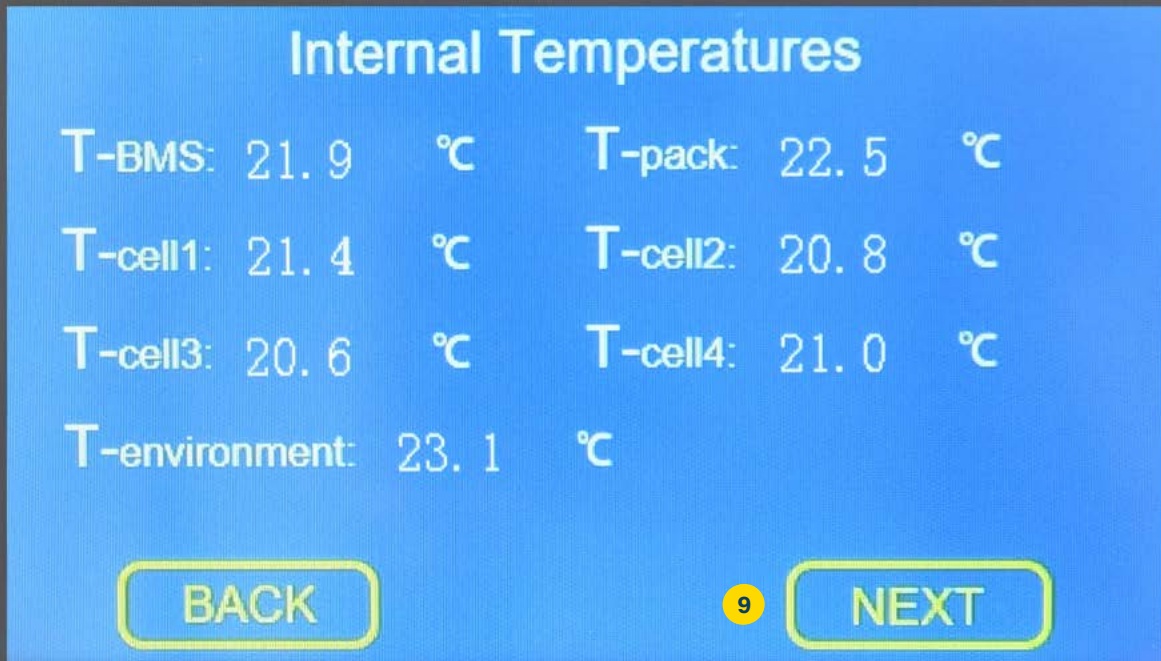 Internal Temperatures
T-BMS: 21.9 ℃ T-pack: 22.5 ℃
T-cell1: 21.4 ℃ T-cell2: 20.8 ℃
T-cell3: 20.6 ℃ T-cell4: 21.0 ℃
T-environment: 23.1 ℃
BACK 9 NEXT